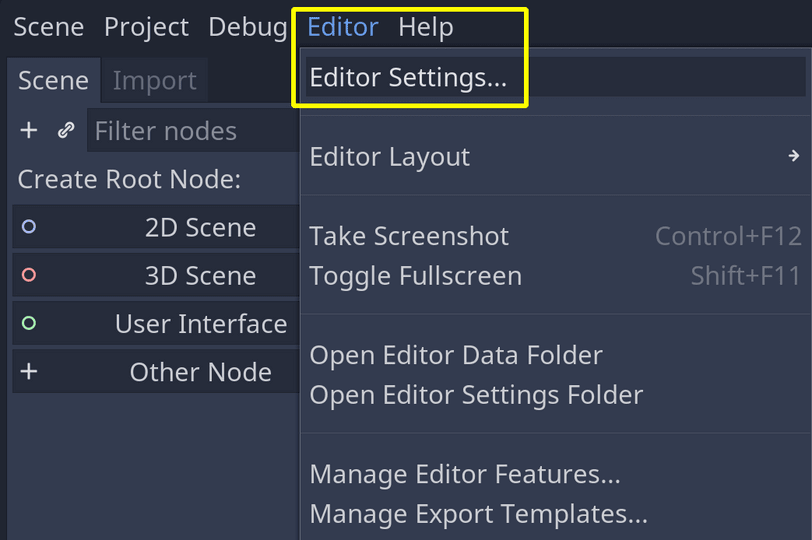 Scene Project Debug Editor Help
Scene Import
Filter nodes
Create Root Node:
2D Scene
3D Scene
User Interface
Other Node
Editor Settings...
Editor Layout
Take Screenshot Control+F12
Toggle Fullscreen Shift+F11
Open Editor Data Folder
Open Editor Settings Folder
Manage Editor Features...
Manage Export Templates...